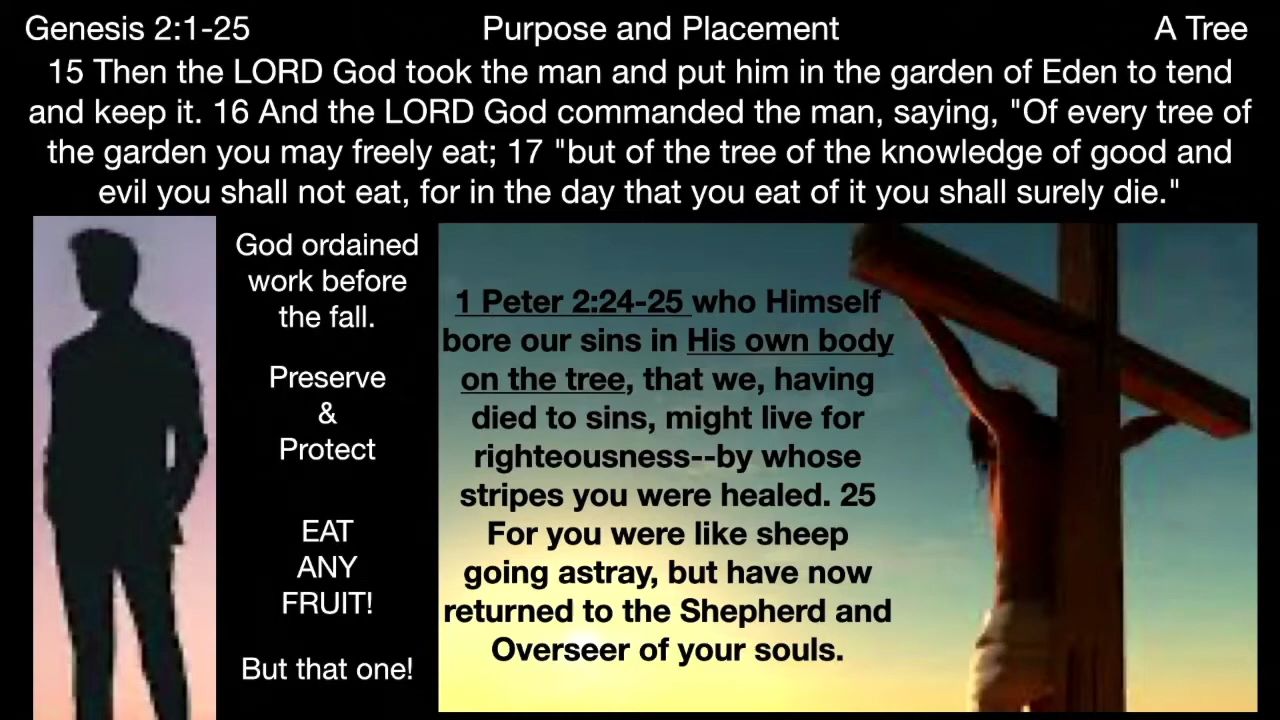 Genesis 2:1-25 Purpose and Placement A Tree
15 Then the LORD God took the man and put him in the garden of Eden to tend
and keep it. 16 And the LORD God commanded the man, saying, "Of every tree of
the garden you may freely eat; 17 "but of the tree of the knowledge of good and
evil you shall not eat, for in the day that you eat of it you shall surely die."
God ordained
work before
the fall.
Preserve
&
Protect
EAT
ANY
FRUIT!
But that one!
1 Peter 2:24-25 who Himself
bore our sins in His own body
on the tree, that we, having
died to sins, might live for
righteousness--by whose
stripes you were healed. 25
For you were like sheep
going astray, but have now
returned to the Shepherd and
Overseer of your souls.